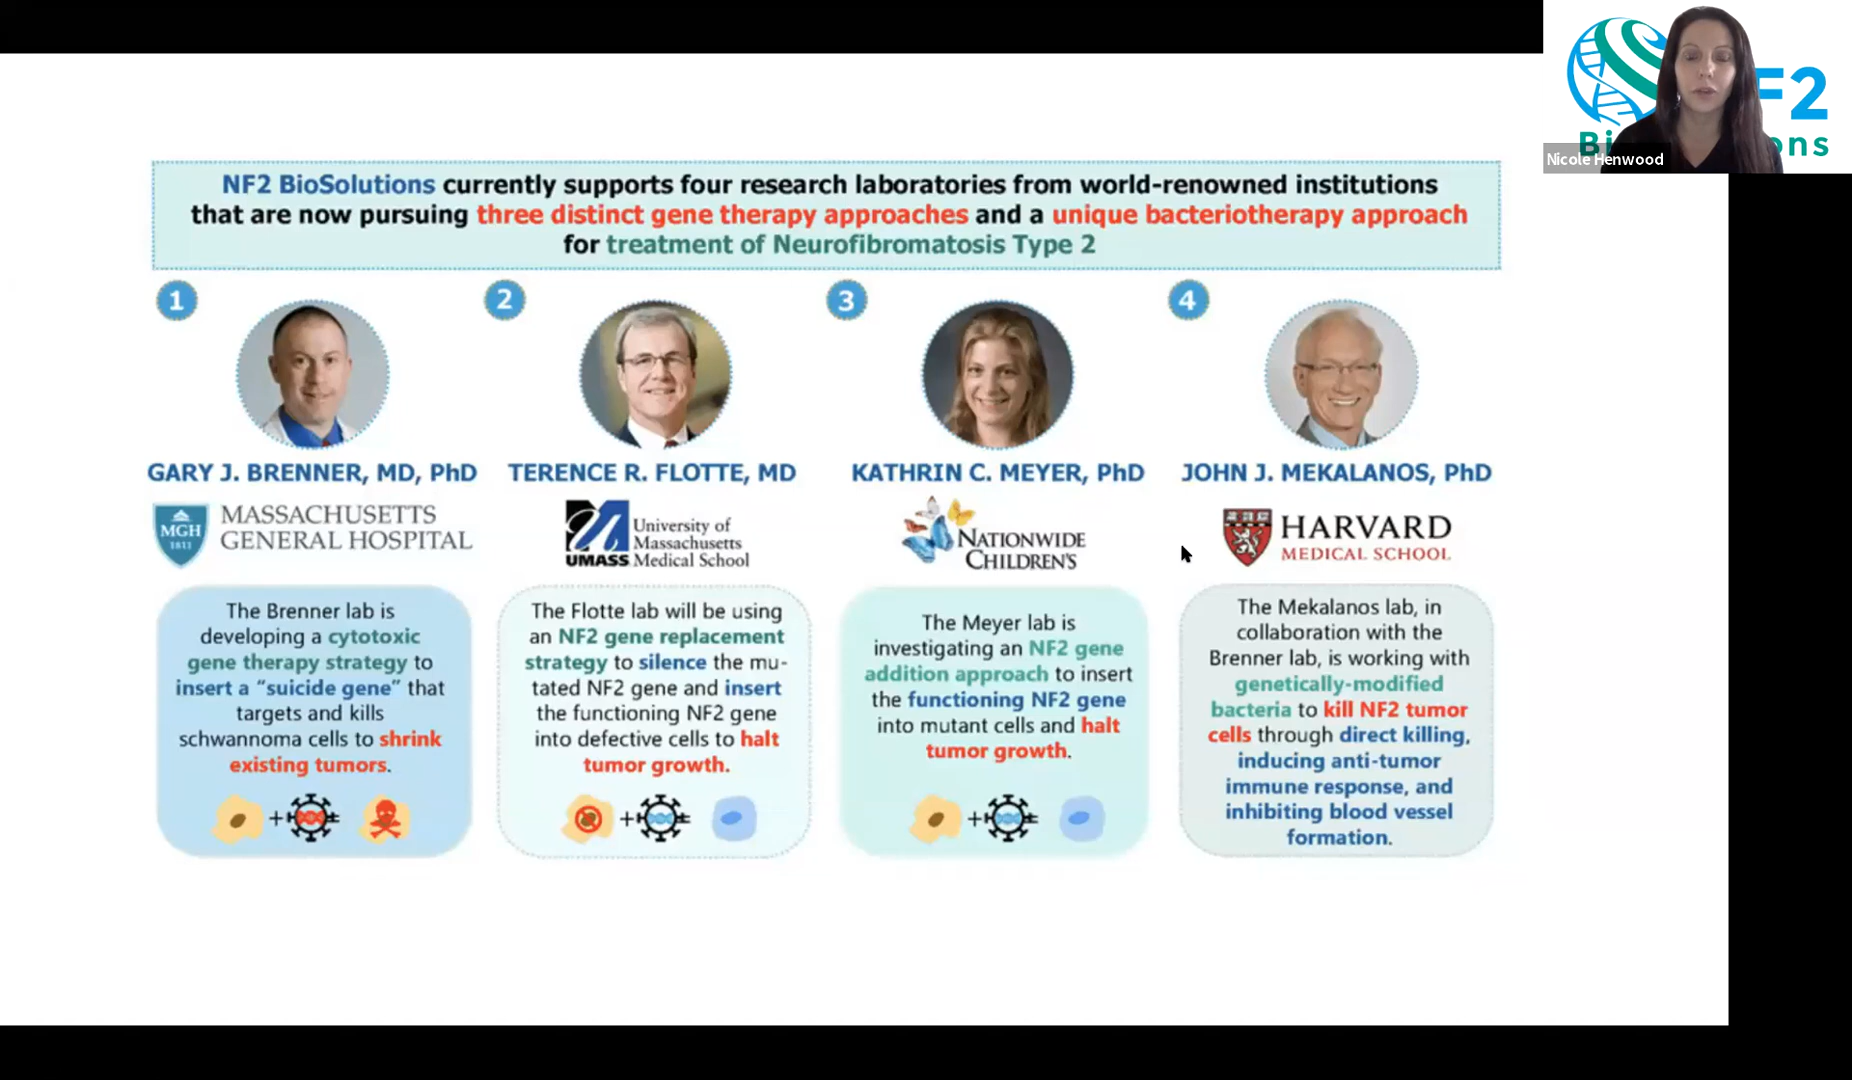 F2
Bi
ons
Nicole Henwood
NF2 BioSolutions currently supports four research laboratories from world-renowned institutions
that are now pursuing three distinct gene therapy approaches and a unique bacteriotherapy approach
for treatment of Neurofibromatosis Type 2
1
2
3
4
GARY J. BRENNER, MD, PhD
TERENCE R. FLOTTE, MD
KATHRIN C. MEYER, PhD
JOHN J. MEKALANOS, PhD
MGH
1811
MASSACHUSETTS
GENERAL HOSPITAL
UMASS
University of
Massachusetts
Medical School
NATIONWIDE
CHILDREN'S
HARVARD
MEDICAL SCHOOL
The Brenner lab is
developing a cytotoxic
gene therapy strategy to
insert a “suicide gene” that
targets and kills
schwannoma cells to shrink
existing tumors.
+
The Flotte lab will be using
an NF2 gene replacement
strategy to silence the mu-
tated NF2 gene and insert
the functioning NF2 gene
into defective cells to halt
tumor growth.
+
The Meyer lab is
investigating an NF2 gene
addition approach to insert
the functioning NF2 gene
into mutant cells and halt
tumor growth.
+
The Mekalanos lab, in
collaboration with the
Brenner lab, is working with
genetically-modified
bacteria to kill NF2 tumor
cells through direct killing,
inducing anti-tumor
immune response, and
inhibiting blood vessel
formation.